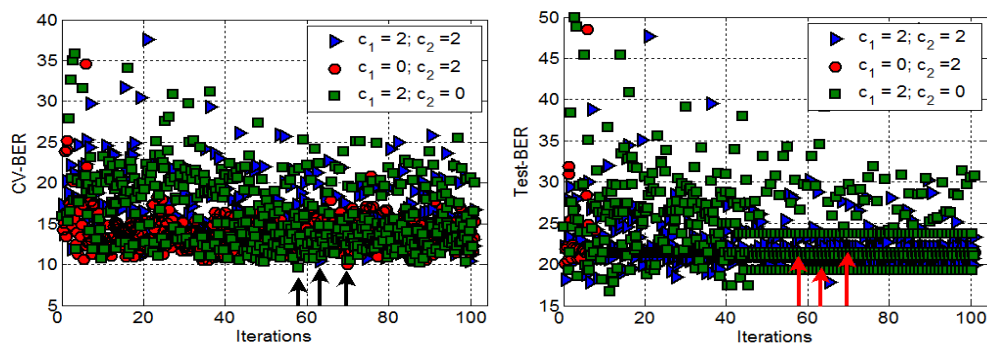 CV-BER
40
35
30
25
20
15
10
5
0
20
40
60
80
100
Iterations
c1 = 2; c2 =2
c1 =0; c2 =2
c1 = 2; c2 = 0
Test-BER
50
45
40
35
30
25
20
15
0
20
40
60
80
100
Iterations
c1 = 2; c2 = 2
c1 =0; c2 =2
c1 = 2; c2 = 0